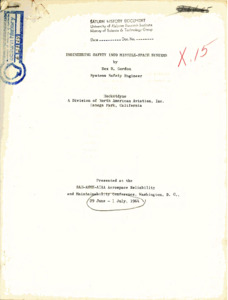 SATURN HISTORY DOCUMENT
University of Alabama Research Institute
History of Science & Technology Group
Date ---------- Doc. No. --------
X.15
ENGINEERING SAFETY INTO MISSILE-SPACE SYSTEMS
by
Rex B. Gordon
Systems Safety Engineer
Rocketdyne
A Division of North American Aviation, Inc.
Canoga Park, California
Presented at the
SAE-ASME-AIAA Aerospace Reliability
and Maintainability Conference, Washington, D. C.,
29 June - 1 July, 1964